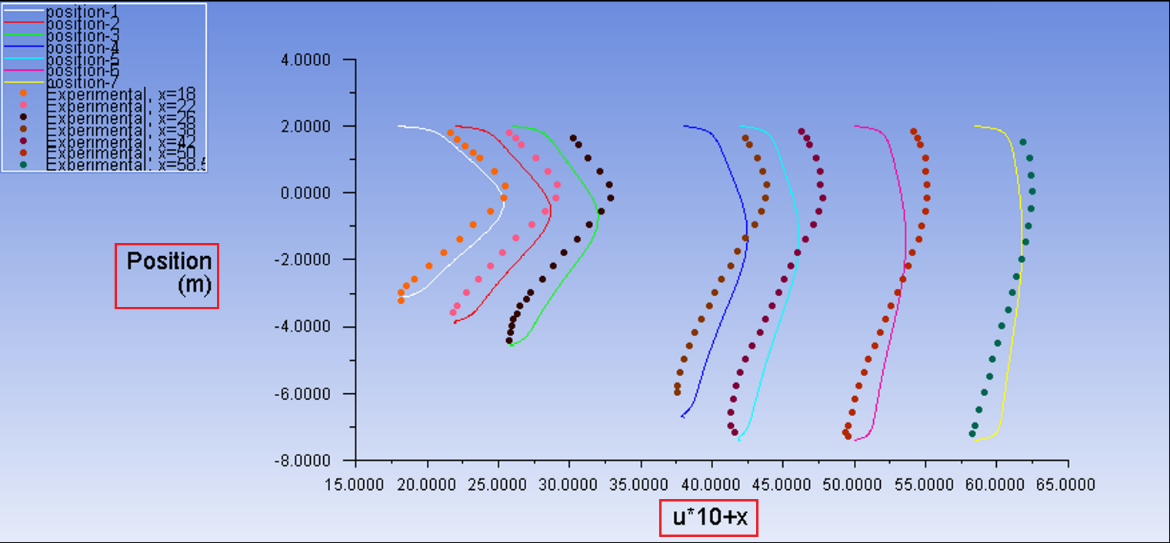 position-1
position-2
position-3
position-4
position-5
position-6
position-7
Experimental, x=18
Experimental, x=22
Experimental, x=26
Experimental, x=38
Experimental, x=42
Experimental, x=50
Experimental, x=58.5
4.0000
2.0000
0.0000
-2.0000
-4.0000
-6.0000
-8.0000
Position
(m)
15.0000 20.0000 25.0000 30.0000 35.0000 40.0000 45.0000 50.0000 55.0000 60.0000 65.0000
u*10+x